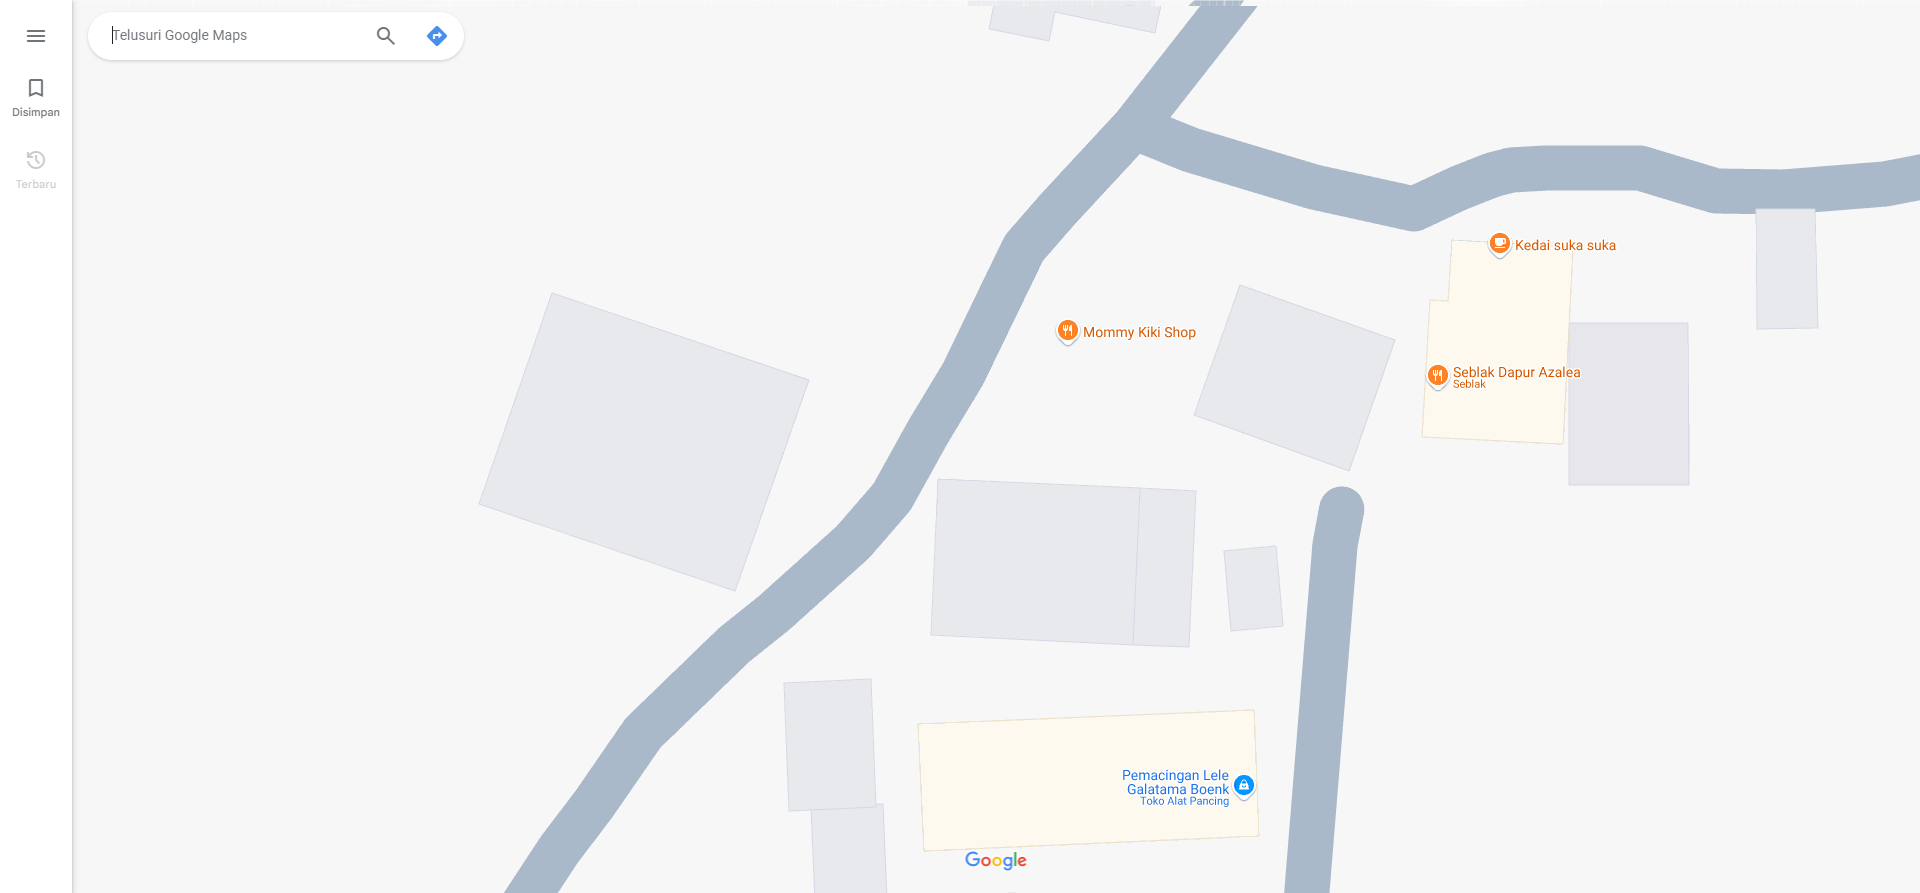 Telusuri Google Maps
Disimpan
Terbaru
Kedai suka suka
Mommy Kiki Shop
Seblak Dapur Azalea
Seblak
Pemacingan Lele
Galatama Boenk
Toko Alat Pancing
Google